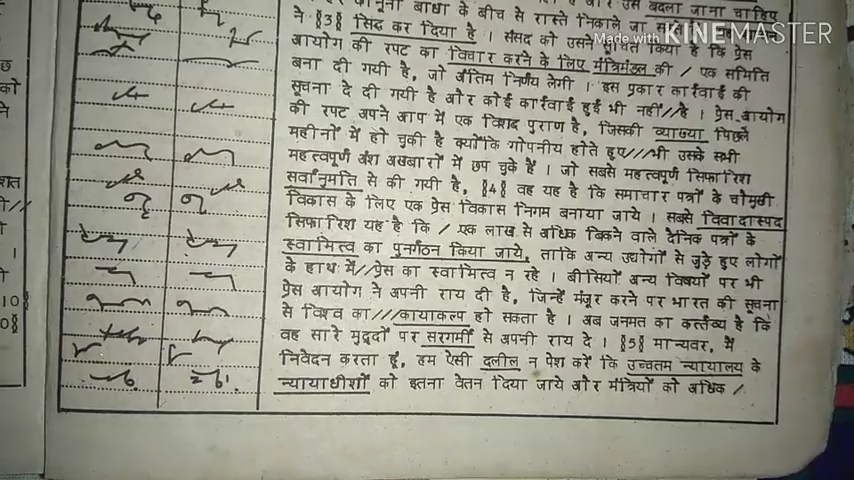 बदला जाना चाहिए
कानूनी बाधा के बीच से रास्ते निकाले जा
ने §3§ सिद्ध कर दिया है । संसद को उसने सूचित किया है कि प्रेस
आयोग की रपट का विचार करने के लिए मंत्रिमंडल की / एक समिति
बना दी गयी है, जो अंतिम निर्णय लेगी । इस प्रकार कार्रवाई की
सूचना दे दी गयी है और कोई कार्रवाई हुई भी नहीं//है । प्रेस आयोग
की रपट अपने आप में एक विशद पुराण है, जिसकी व्याख्या पिछले
महीनों में हो चुकी है क्योंकि गोपनीय होते हुए///भी उसके सभी
महत्वपूर्ण अंश अखबारों में छप चुके हैं । जो सबसे महत्वपूर्ण सिफारिश
सर्वानुमति से की गयी है, §4§ वह यह है कि समाचार पत्रों के चौमुखी
विकास के लिए एक प्रेस विकास निगम बनाया जाये । सबसे विवादास्पद
सिफारिश यह है कि / एक लाख से अधिक बिकने वाले दैनिक पत्रों के
स्वामित्व का पुनर्गठन किया जाये, ताकि अन्य उद्योगों से जुड़े हुए लोगों
के हाथ में//प्रेस का स्वामित्व न रहे । बीसियों अन्य विषयों पर भी
प्रेस आयोग ने अपनी राय दी है, जिन्हें मंजूर करने पर भारत की सूचना
से विश्व का///कायाकल्प हो सकता है । अब जनमत का कर्त्तव्य है कि
वह सारे मुद्दों पर सरगर्मी से अपनी राय दे । §5§ मान्यवर, मैं
निवेदन करता हूँ, हम ऐसी दलील न पेश करें कि उच्चतम न्यायालय के
न्यायाधीशों को इतना वेतन दिया जाये और मंत्रियों को अधिक /
Made with KINEMASTER
छ
को
ने
शत
ो//
।
10§
0§